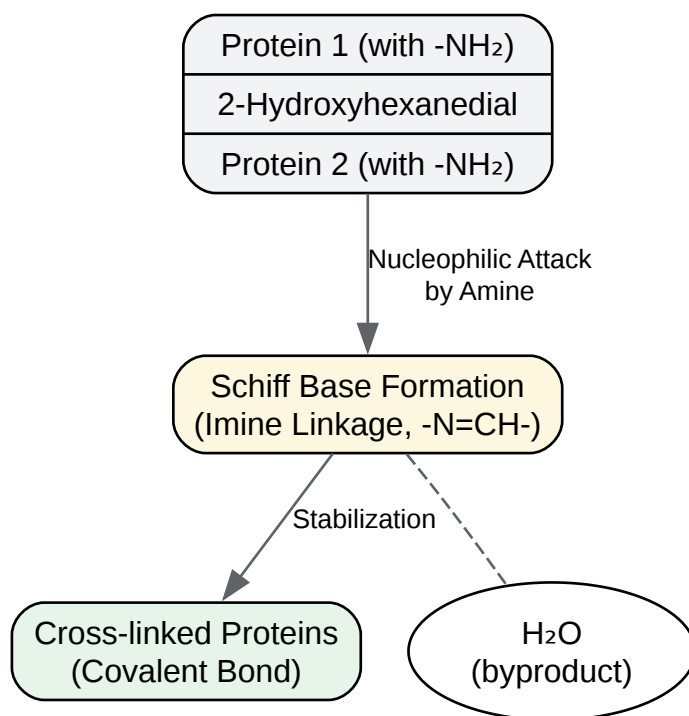 Protein 1 (with -NH₂)
2-Hydroxyhexanedial
Protein 2 (with -NH₂)
Nucleophilic Attack
by Amine
Schiff Base Formation
(Imine Linkage, -N=CH-)
Stabilization
Cross-linked Proteins
(Covalent Bond)
H₂O
(byproduct)